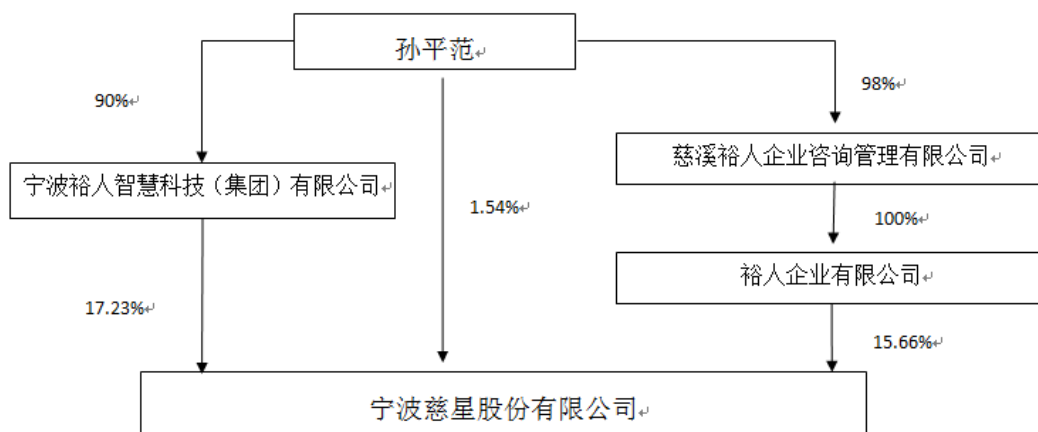 孙平范
90%
98%
慈溪裕人企业咨询管理有限公司
宁波裕人智慧科技（集团）有限公司
1.54%
100%
裕人企业有限公司
17.23%
15.66%
宁波慈星股份有限公司